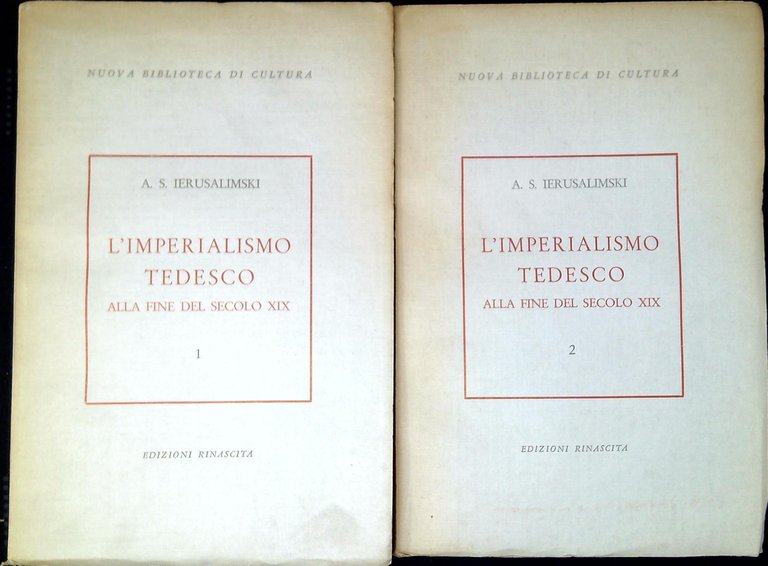 NUOVA BIBLIOTECA DI CULTURA
A. S. IERUSALIMSKI
L'IMPERIALISMO
TEDESCO
ALLA FINE DEL SECOLO XIX
1
EDIZIONI RINASCITA
NUOVA BIBLIOTECA DI CULTURA
A. S. IERUSALIMSKI
L'IMPERIALISMO
TEDESCO
ALLA FINE DEL SECOLO XIX
2
EDIZIONI RINASCITA